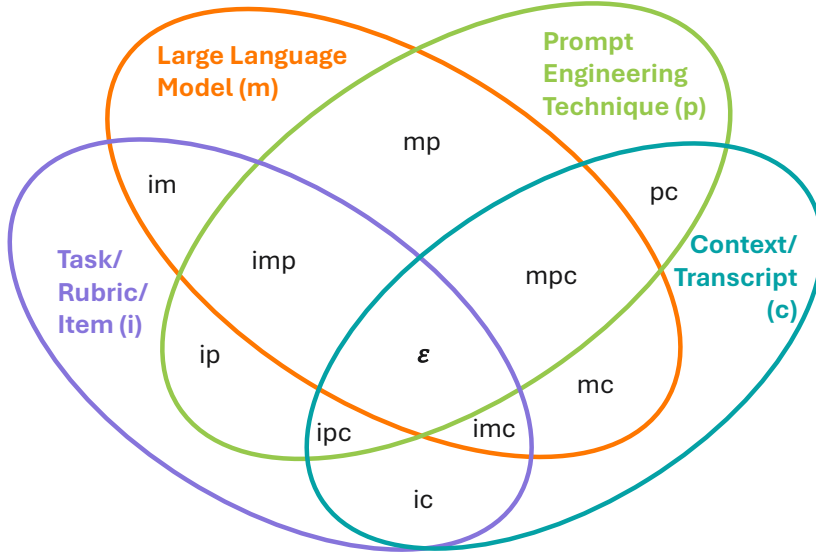 Large Language
Model (m)
Prompt
Engineering
Technique (p)
mp
im
pc
Task/
Rubric/
Item (i)
imp
mpc
Context/
Transcript
(c)
ip
ε
mc
ipc
imc
ic